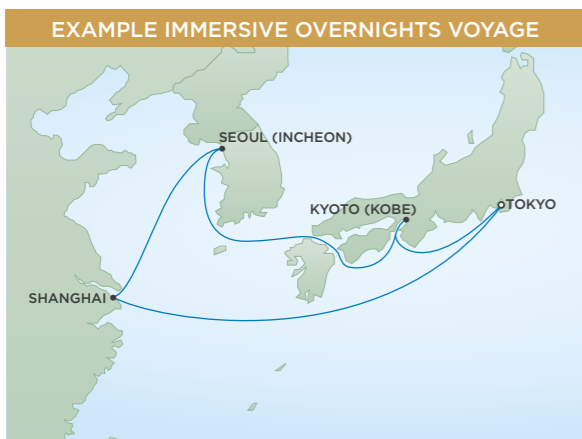 EXAMPLE IMMERSIVE OVERNIGHTS VOYAGE
SEOUL (INCHEON)
KYOTO (KOBE)
TOKYO
SHANGHAI